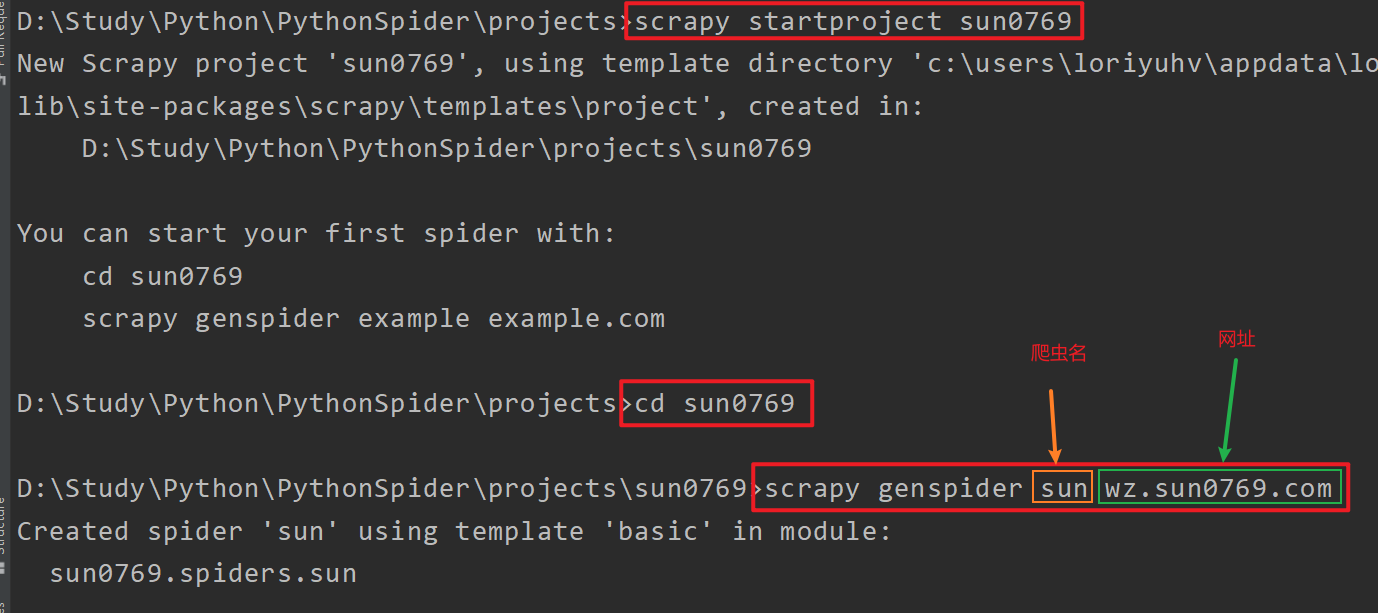 D:\Study\Python\PythonSpider\projects>scrapy startproject sun0769
New Scrapy project 'sun0769', using template directory 'c:\users\loriyuhv\appdata\lo
lib\site-packages\scrapy\templates\project', created in:
D:\Study\Python\PythonSpider\projects\sun0769
You can start your first spider with:
cd sun0769
scrapy genspider example example.com
网址
爬虫名
D:\Study\Python\PythonSpider\projects>cd sun0769
D:\Study\Python\PythonSpider\projects\sun0769>scrapy genspider sun wz.sun0769.com
Created spider 'sun' using template 'basic' in module:
sun0769.spiders.sun